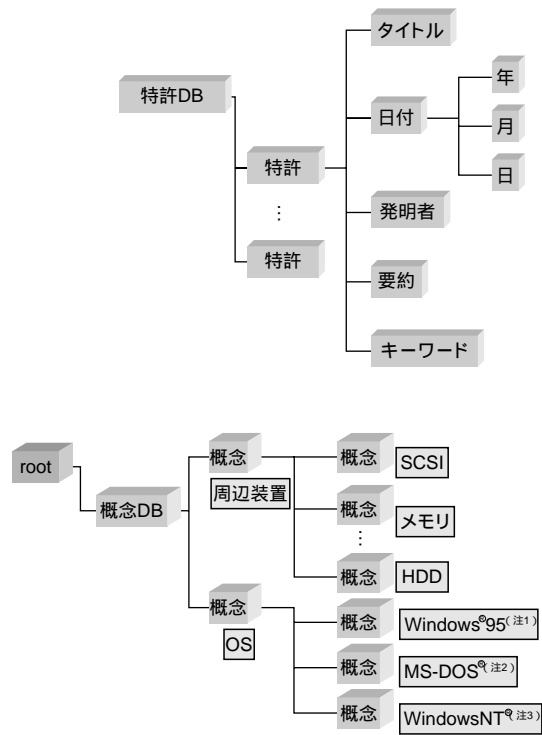 タイトル
特許DB
日付
年
月
日
特許
⋮
発明者
特許
要約
キーワード
root
概念DB
概念
周辺装置
概念
SCSI
概念
メモリ
⋮
概念
HDD
概念
OS
概念
Windows®95(注1)
概念
MS-DOS®(注2)
概念
WindowsNT®(注3)